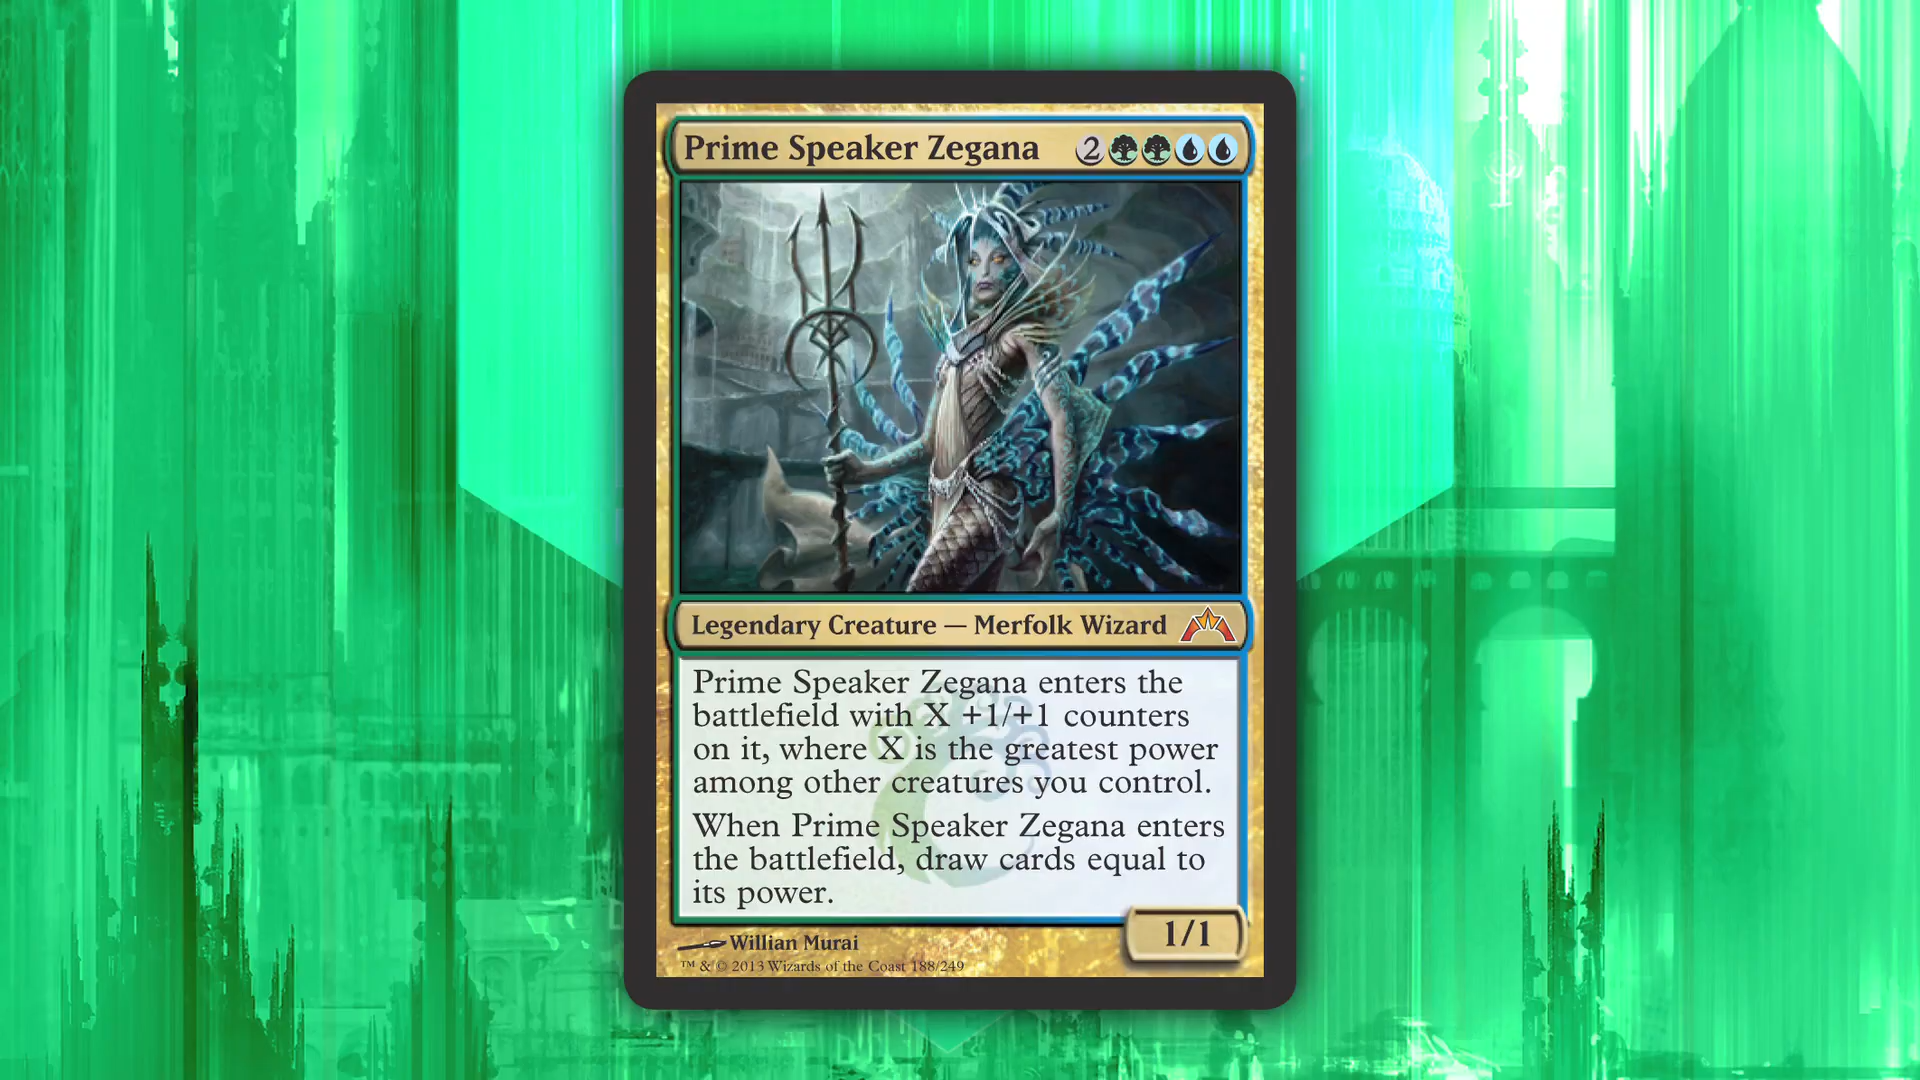 Prime Speaker Zegana 2
Legendary Creature — Merfolk Wizard
Prime Speaker Zegana enters the
battlefield with X +1/+1 counters
on it, where X is the greatest power
among other creatures you control.
When Prime Speaker Zegana enters
the battlefield, draw cards equal to
its power.
1/1
Willian Murai
™ & © 2013 Wizards of the Coast 188/249